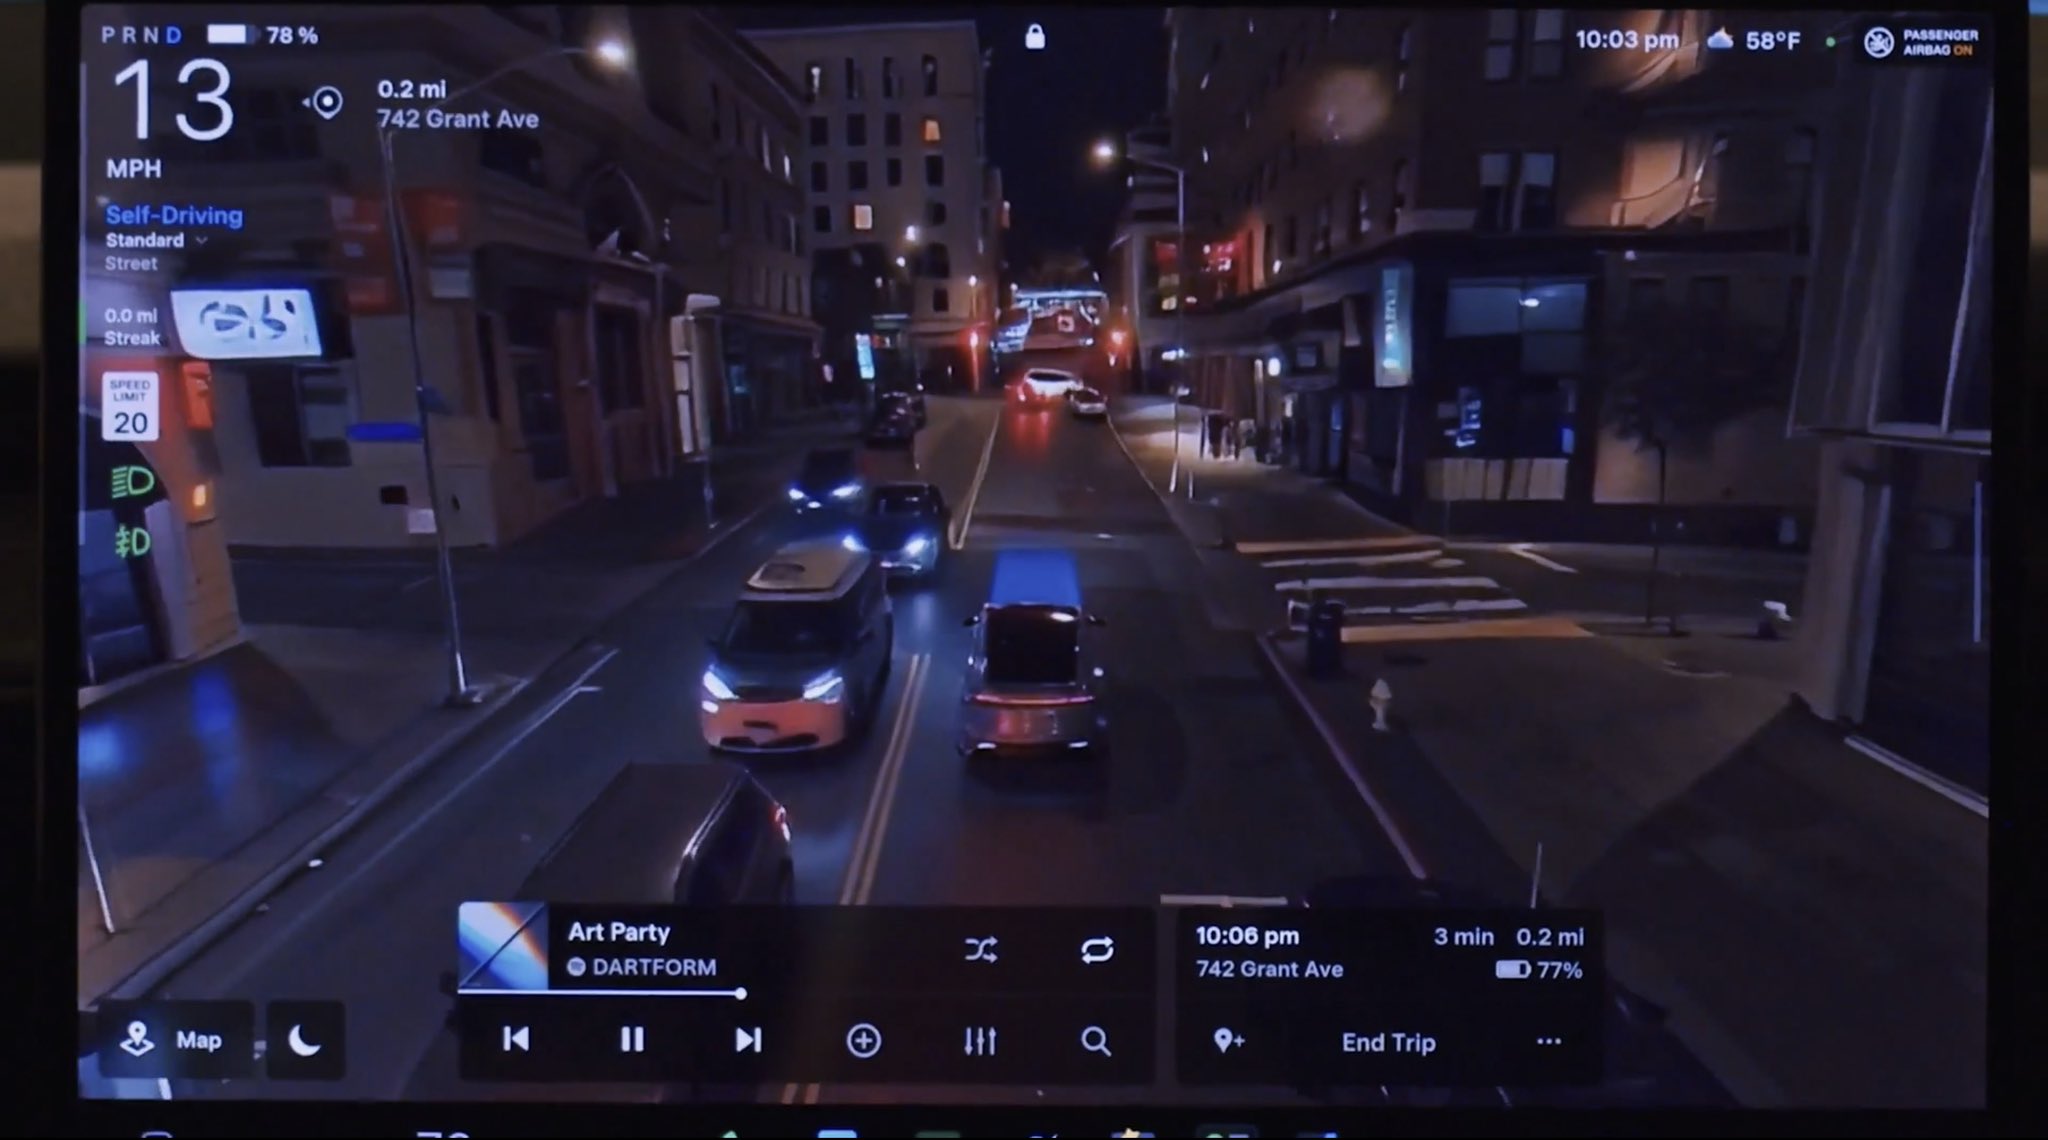 P R N D 78 %
10:03 pm 58°F
PASSENGER
AIRBAG ON
13
MPH
0.2 mi
742 Grant Ave
Self-Driving
Standard
Street
0.0 mi
Streak
SPEED
LIMIT
20
Art Party
DARTFORM
10:06 pm 3 min 0.2 mi
742 Grant Ave 77%
Map
End Trip